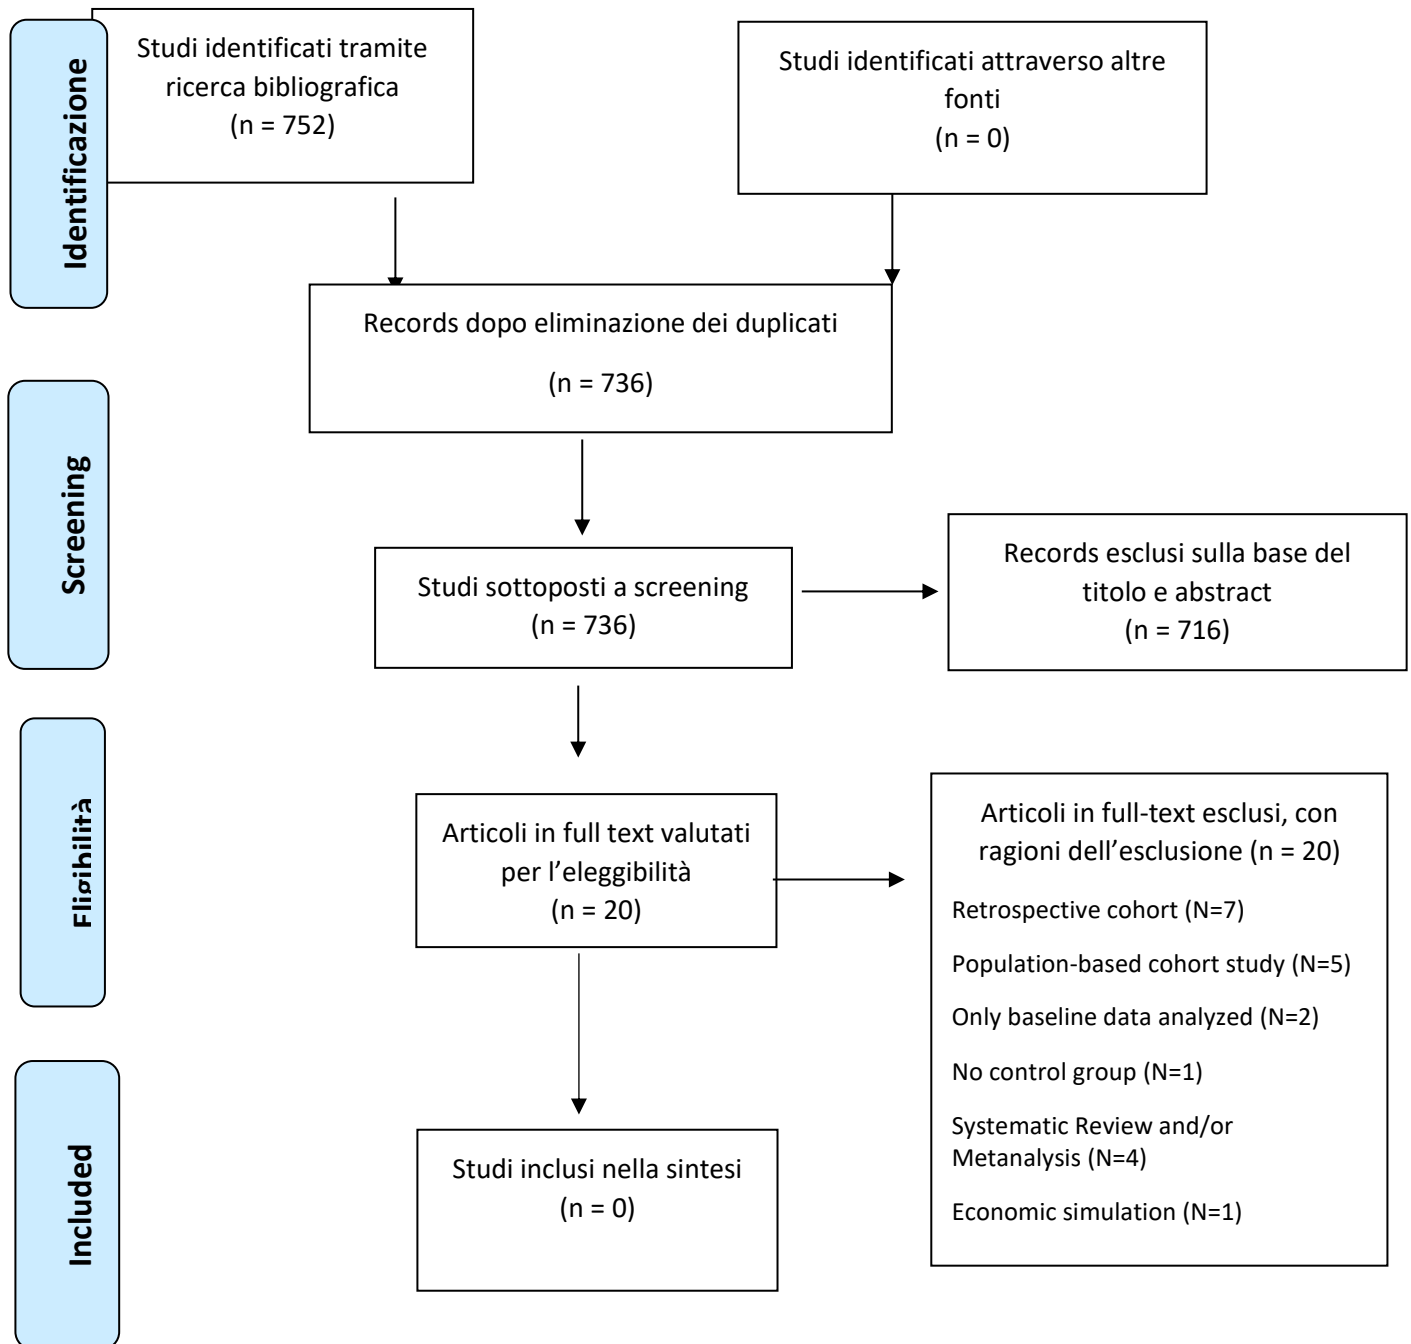 Identificazione
Studi identificati tramite
ricerca bibliografica
(n = 752)
Studi identificati attraverso altre
fonti
(n = 0)
Records dopo eliminazione dei duplicati
(n = 736)
Screening
Studi sottoposti a screening
(n = 736)
Records esclusi sulla base del
titolo e abstract
(n = 716)
Eligibilità
Articoli in full text valutati
per l’eleggibilità
(n = 20)
Articoli in full-text esclusi, con
ragioni dell’esclusione (n = 20)
Retrospective cohort (N=7)
Population-based cohort study (N=5)
Only baseline data analyzed (N=2)
No control group (N=1)
Systematic Review and/or
Metanalysis (N=4)
Economic simulation (N=1)
Included
Studi inclusi nella sintesi
(n = 0)